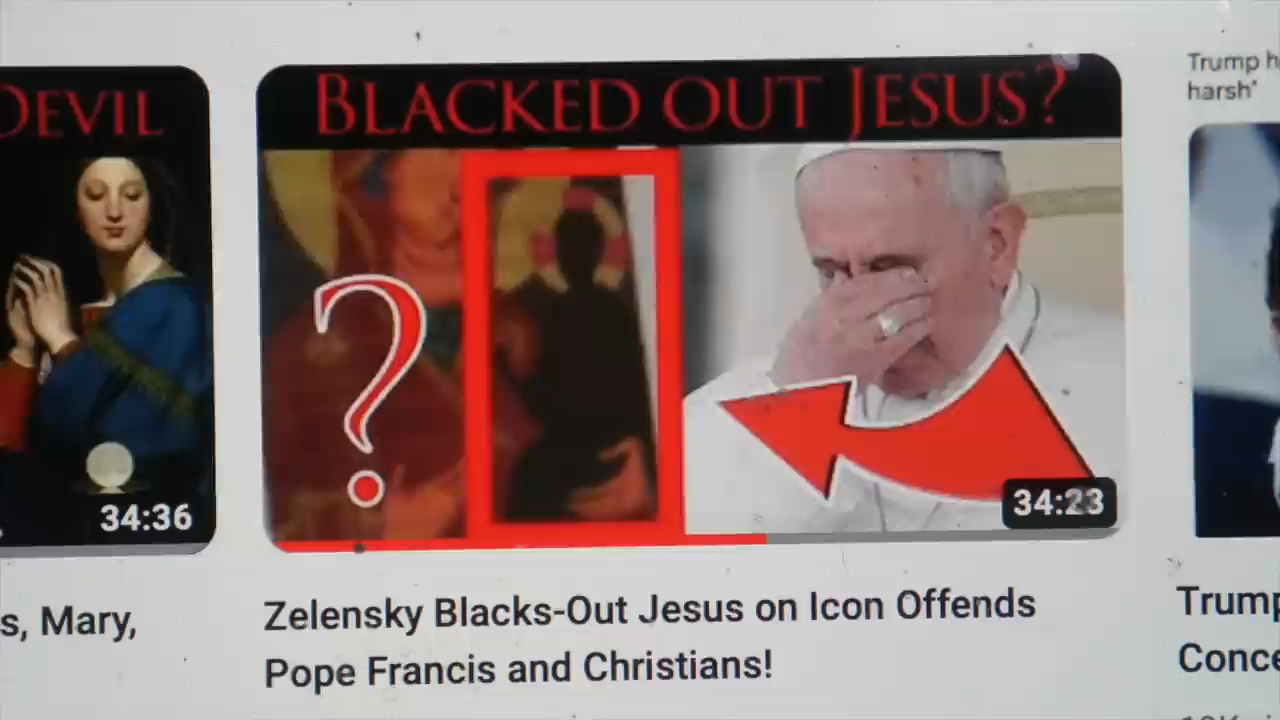 DEVIL
34:36
s, Mary,
BLACKED OUT JESUS?
?
34:23
Zelensky Blacks-Out Jesus on Icon Offends
Pope Francis and Christians!
Trump h
harsh"
Trump
Conce